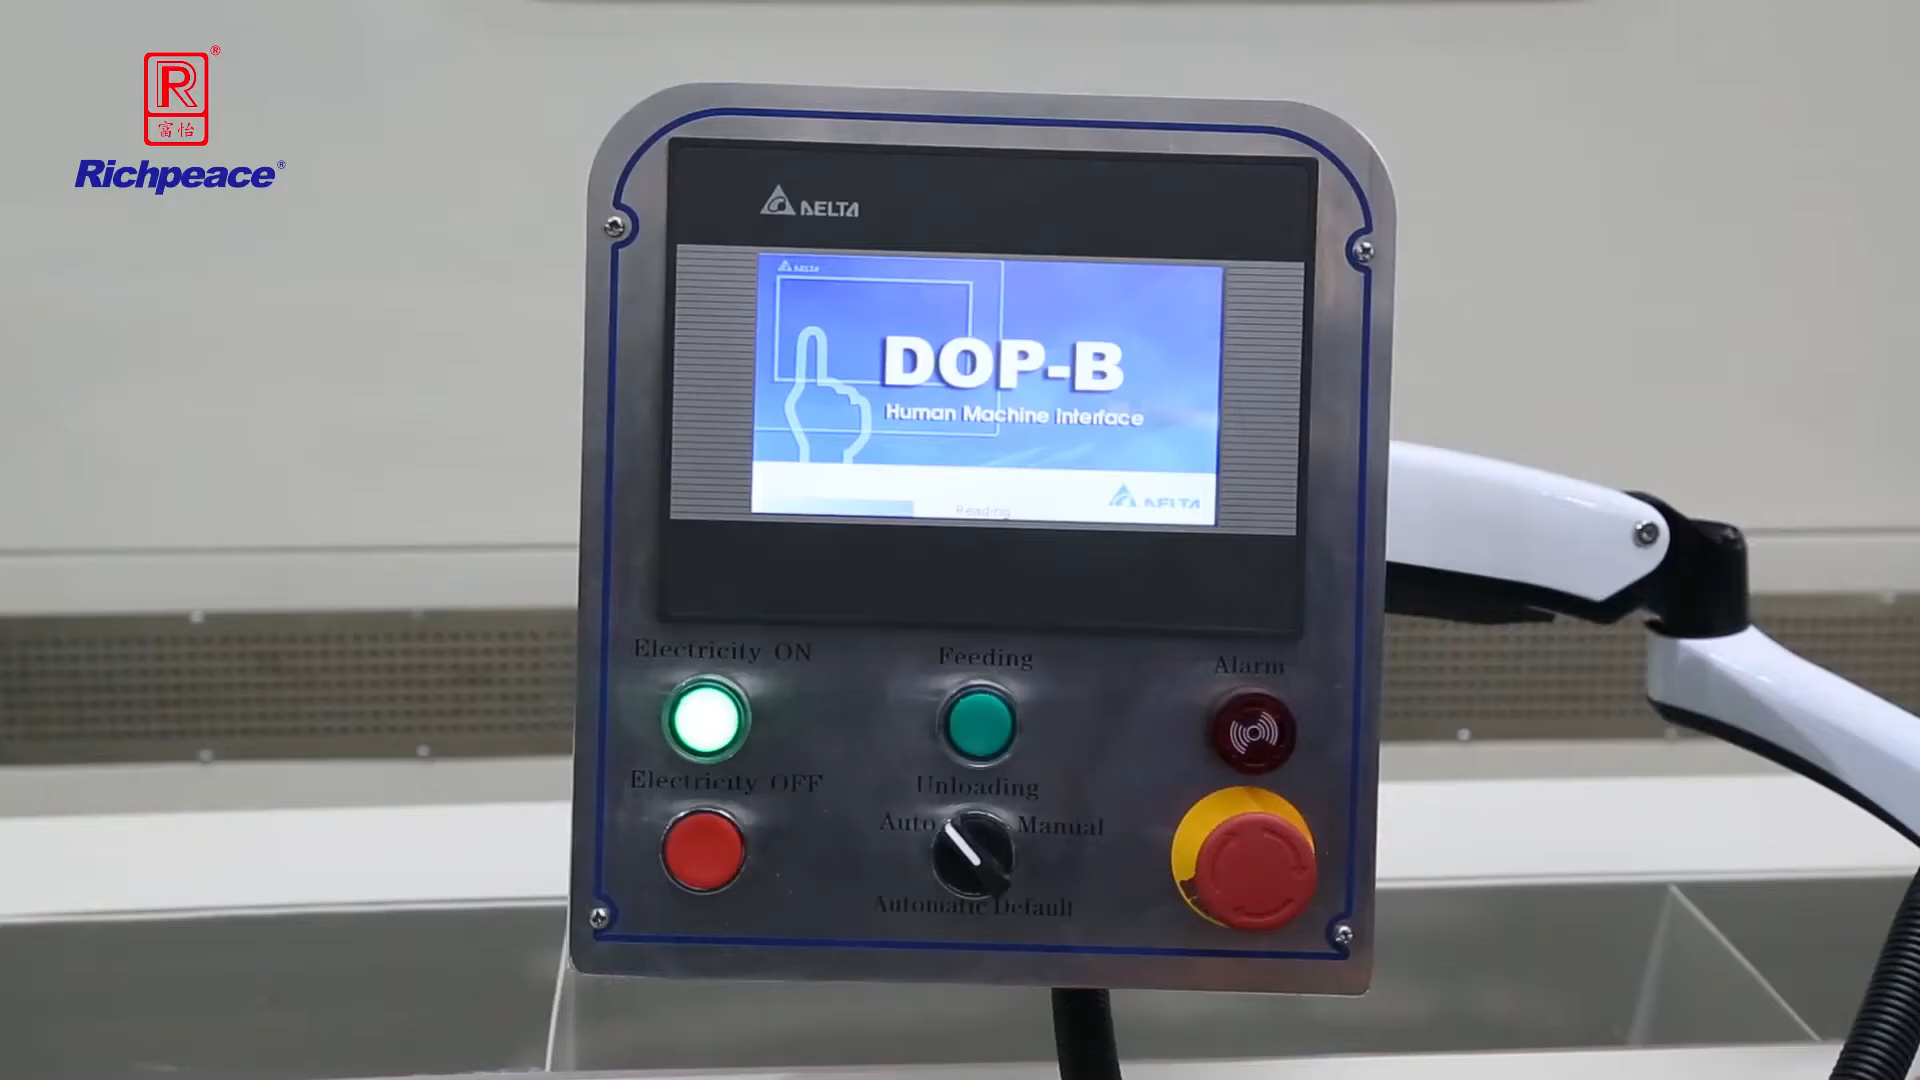 R®
富怡
Richpeace®
DELTA
DELTA
DOP-B
Human Machine Interface
DELTA
Reading
Electricity ON
Feeding
Alarm
Electricity OFF
Unloading
Auto
Manual
Automatic Default